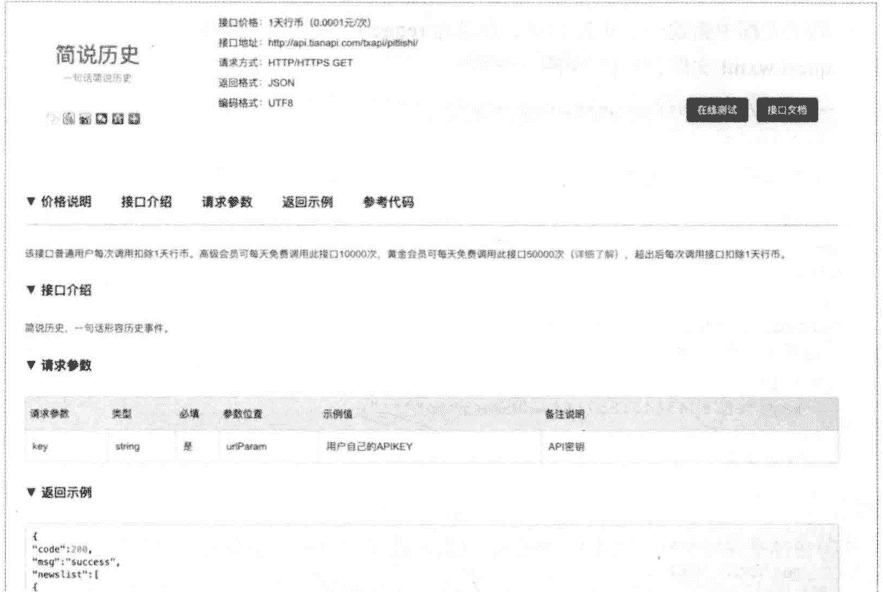 简说历史
一句话简说历史
接口价格：1天行币（0.0001元/次）
接口地址：http://api.tianapi.com/txapi/pitlishi/
请求方式：HTTP/HTTPS GET
返回格式：JSON
编码格式：UTF8
在线测试 接口文档
▼ 价格说明 接口介绍 请求参数 返回示例 参考代码
该接口普通用户每次调用扣除1天行币。高级会员可每天免费调用此接口10000次，黄金会员可每天免费调用此接口50000次（详细了解），超出后每次调用接口扣除1天行币。
▼ 接口介绍
简说历史，一句话形容历史事件。
▼ 请求参数
请求参数 类型 必填 参数位置 示例值 备注说明
key string 是 urlParam 用户自己的APIKEY API密钥
▼ 返回示例
{
"code":200,
"msg":"success",
"newslist":[
{